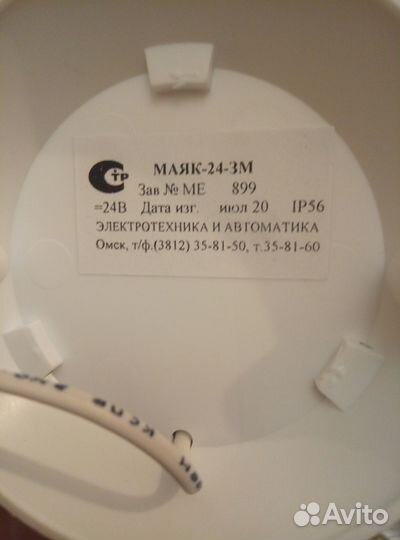 СТР
МАЯК-24-3М
Зав № МЕ 899
=24В Дата изг. июл 20 IP56
ЭЛЕКТРОТЕХНИКА И АВТОМАТИКА
Омск, т/ф.(3812) 35-81-50, т.35-81-60
Avito